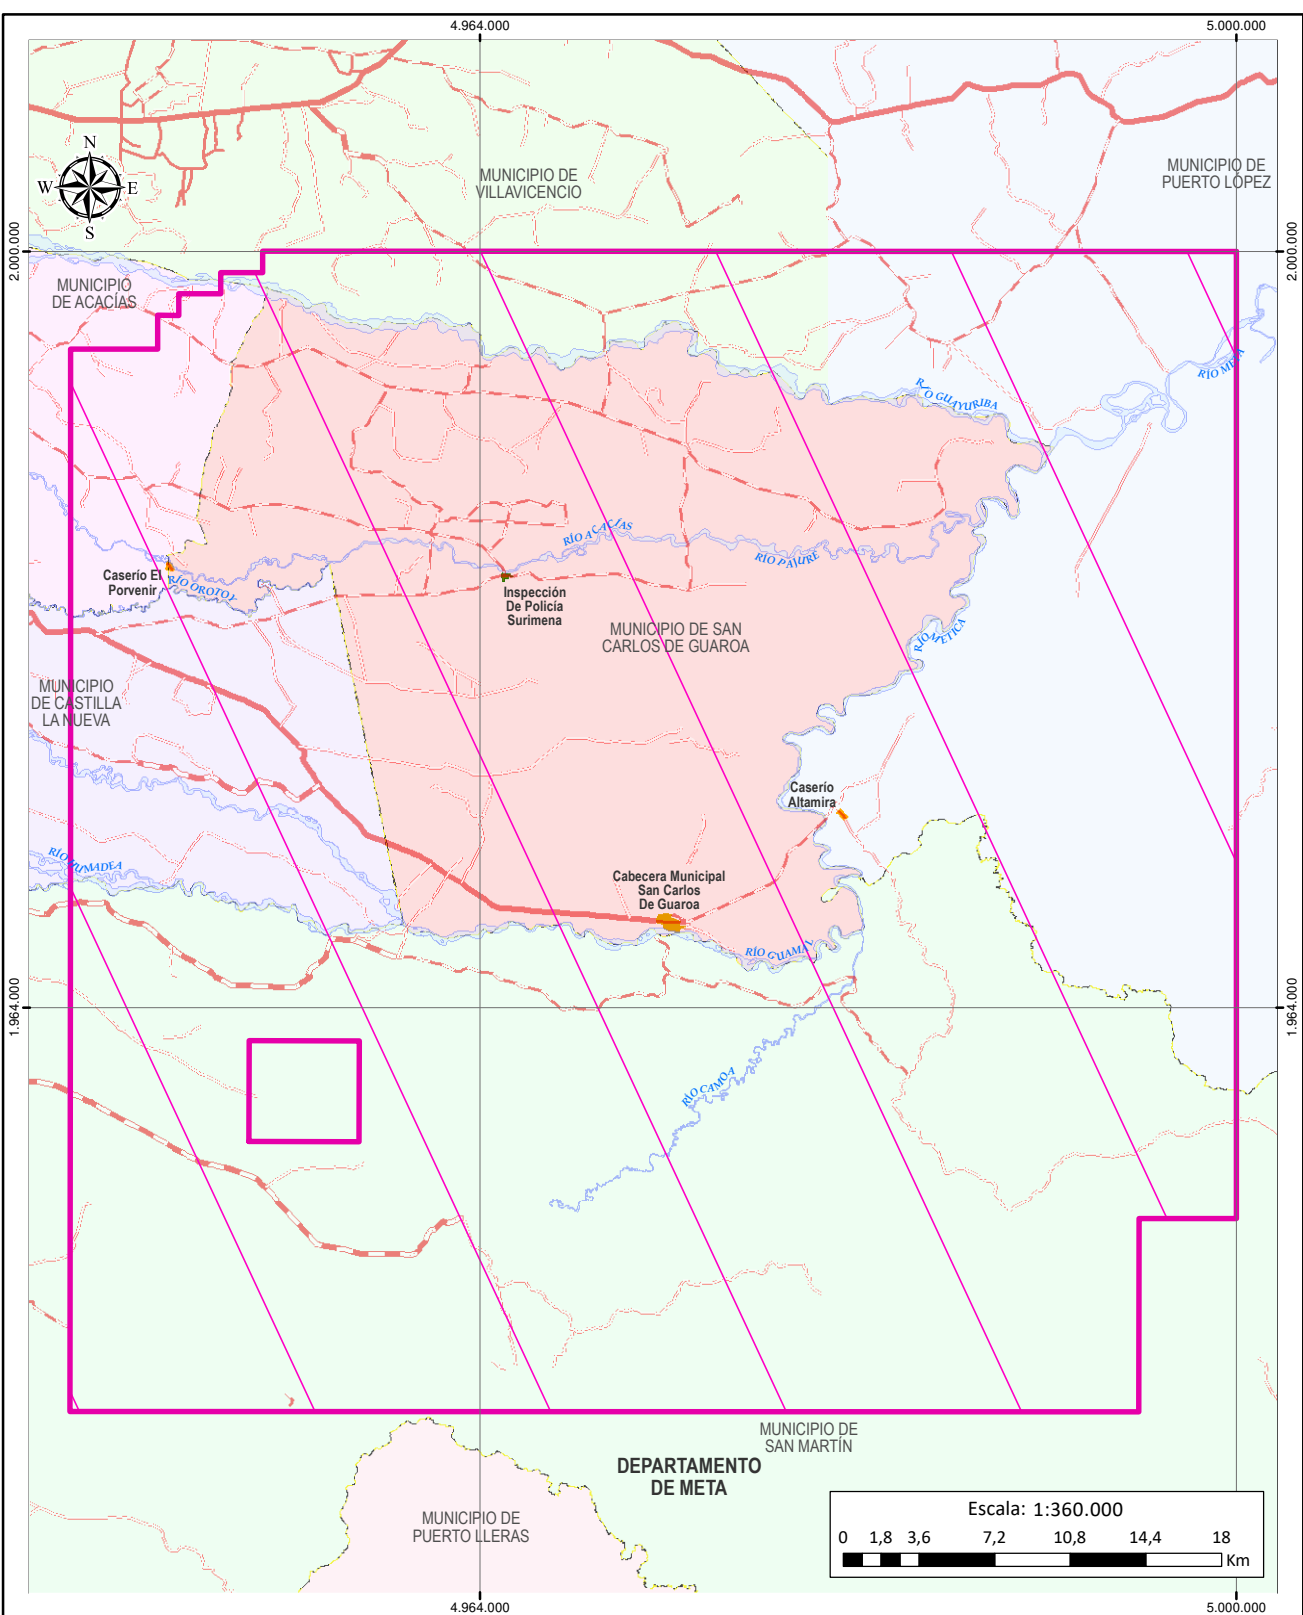 4.964.000
5.000.000
N
W
E
S
MUNICIPIO DE
VILLAVICENCIO
MUNICIPIO DE
PUERTO LÓPEZ
2.000.000
2.000.000
MUNICIPIO
DE ACACÍAS
RÍO META
RÍO GUAYURIBA
RÍO ACACÍAS
RÍO PAJURE
Caserío El
Porvenir
RÍO OROTOY
Inspección
De Policía
Surimena
MUNICIPIO DE SAN
CARLOS DE GUAROA
RÍO METICA
MUNICIPIO
DE CASTILLA
LA NUEVA
Caserío
Altamira
RÍO HUMADEA
Cabecera Municipal
San Carlos
De Guaroa
RÍO GUAMAL
1.964.000
1.964.000
RÍO CAMOA
MUNICIPIO DE
SAN MARTÍN
DEPARTAMENTO
DE META
MUNICIPIO DE
PUERTO LLERAS
Escala: 1:360.000
0 1,8 3,6 7,2 10,8 14,4 18
Km
4.964.000
5.000.000